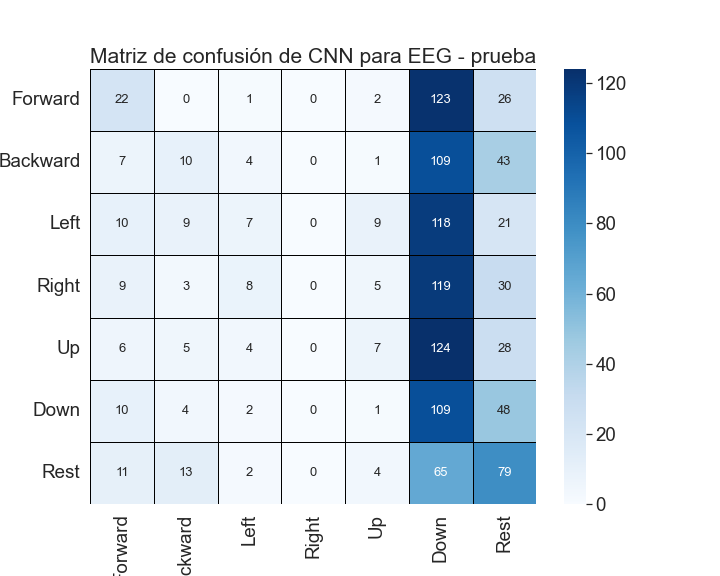 Matriz de confusión de CNN para EEG - prueba
Forward 22 0 1 0 2 123 26
Backward 7 10 4 0 1 109 43
Left 10 9 7 0 9 118 21
Right 9 3 8 0 5 119 30
Up 6 5 4 0 7 124 28
Down 10 4 2 0 1 109 48
Rest 11 13 2 0 4 65 79
Forward ckward Left Right Up Down Rest
120
100
80
60
40
20
0